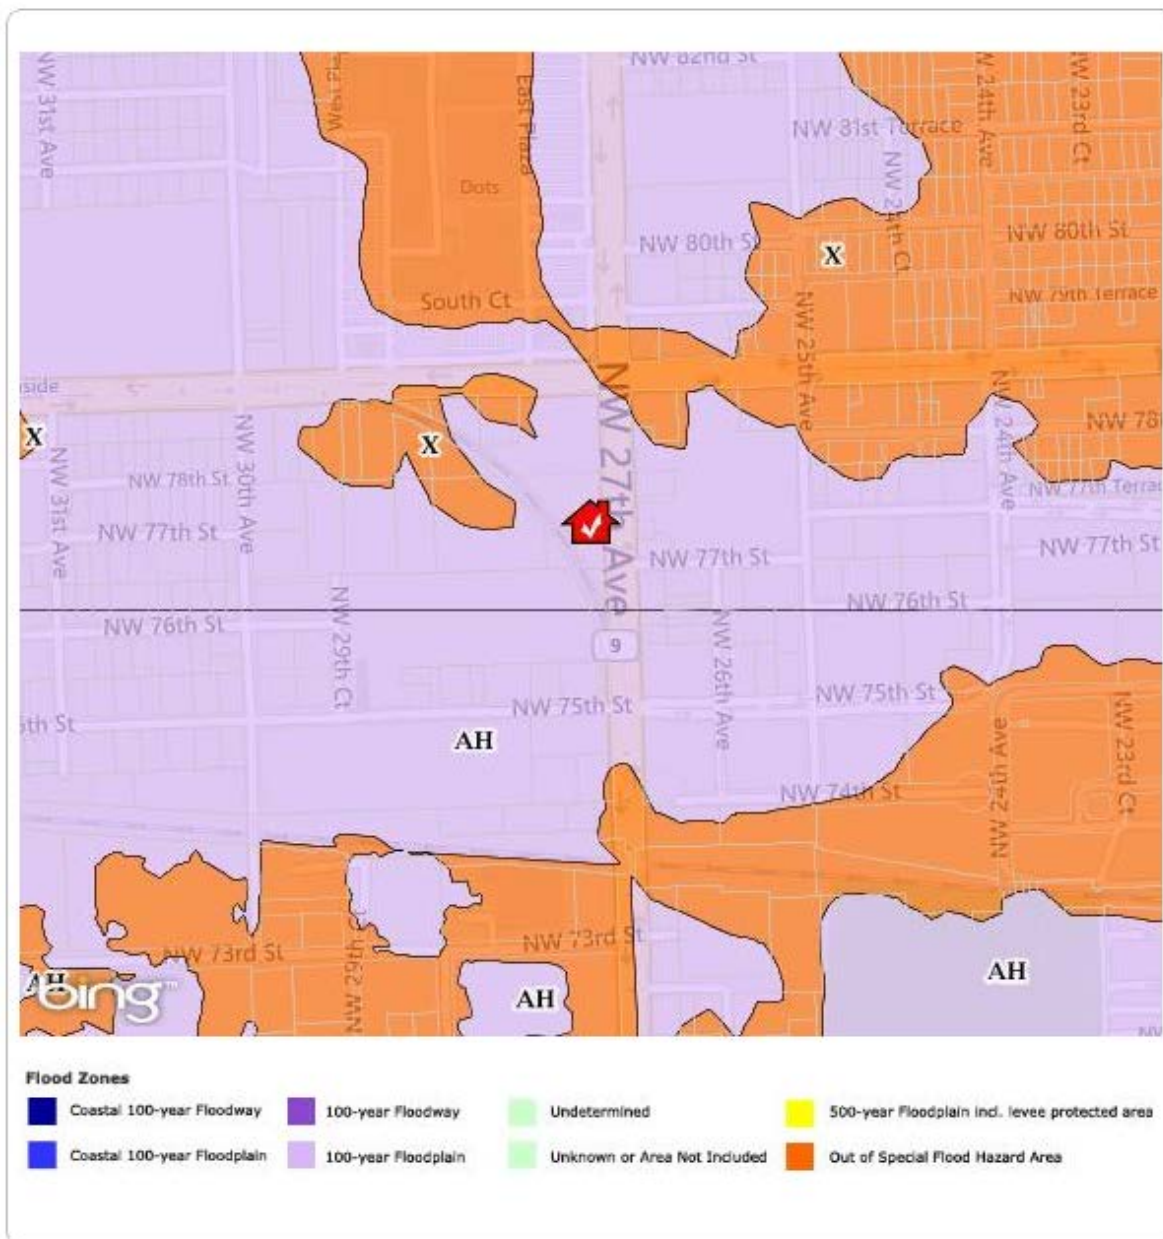 NW 31st Ave
East Plaza
NW 82nd St
NW 24th Ave
NW 23rd Ct
NW 81st Terrace
Dots
NW 24th Ct
NW 80th St
X
NW 80th St
South Ct
NW 79th Terrace
NW 25th Ave
NW 27th Ave
NW 24th Ave
X
NW 31st Ave
NW 30th Ave
X
NW 78th St
NW 77th St
NW 77th St
NW 77th St
NW 76th St
NW 76th St
NW 29th Ct
9
NW 26th Ave
NW 75th St
NW 75th St
AH
NW 74th St
NW 24th Ave
NW 23rd Ct
NW 73rd St
NW 29th Ct
NW 73rd St
AH
AH
AH
bing™
Flood Zones
Coastal 100-year Floodway
100-year Floodway
Undetermined
500-year Floodplain incl. levee protected area
Coastal 100-year Floodplain
100-year Floodplain
Unknown or Area Not Included
Out of Special Flood Hazard Area